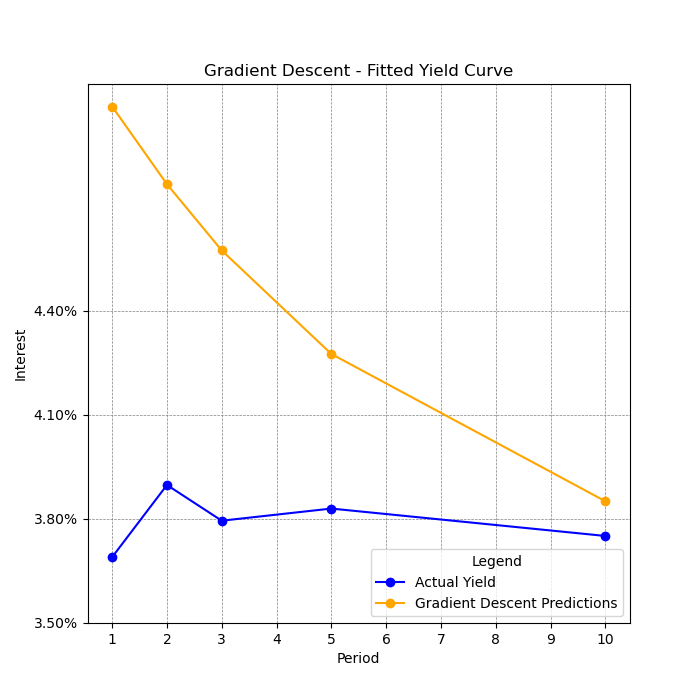 Gradient Descent - Fitted Yield Curve
Interest
4.40%
4.10%
3.80%
3.50%
1 2 3 4 5 6 7 8 9 10
Period
Legend
Actual Yield
Gradient Descent Predictions